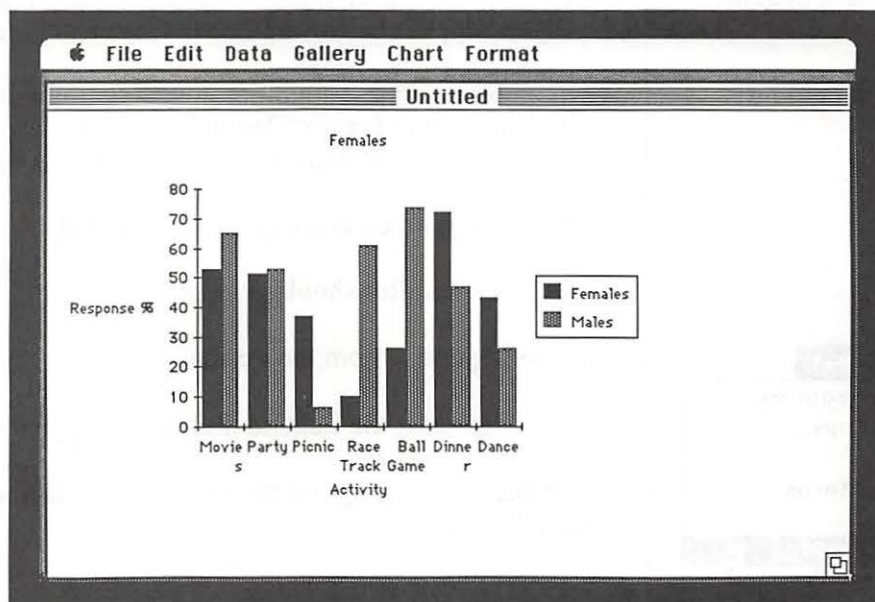 File Edit Data Gallery Chart Format
Untitled
Females
80
70
60
50
40
30
20
10
0
Response %
Movie Party Picnic Race Ball Dinne Dance
s Track Game r
Activity
Females
Males